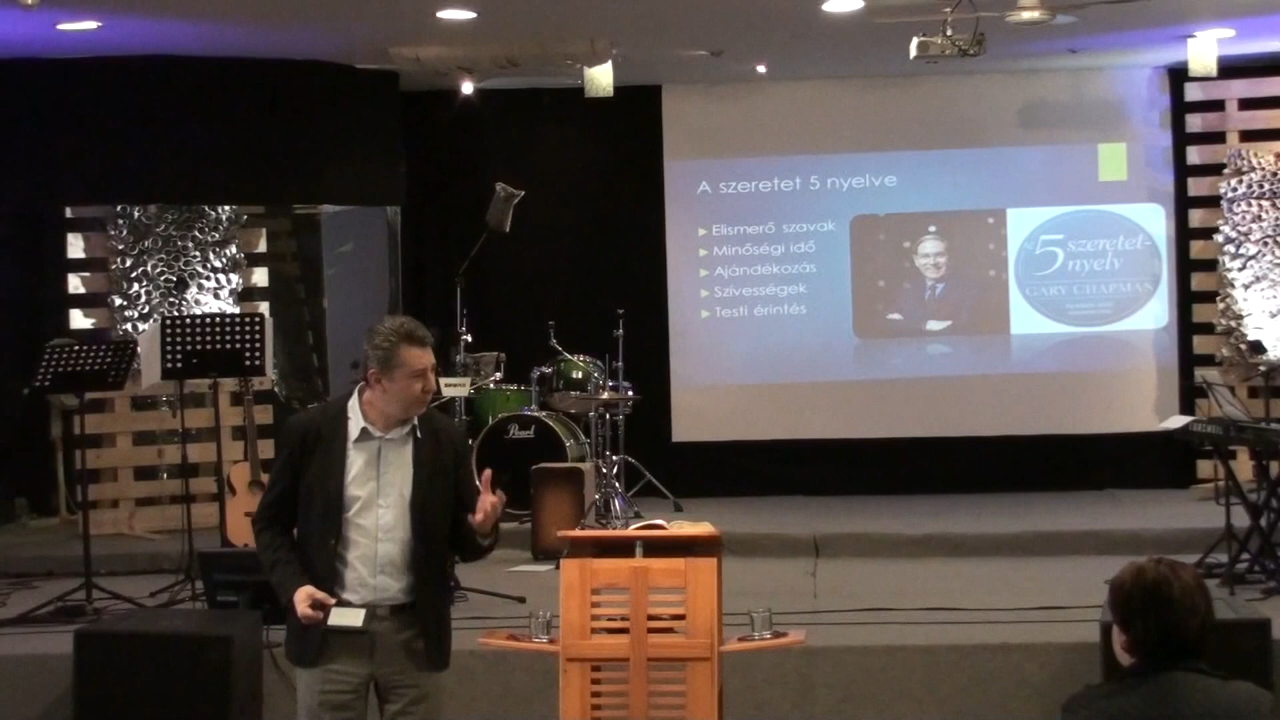 A szeretet 5 nyelve
Elismerő szavak
Minőségi idő
Ajándékozás
Szívességek
Testi érintés
5 szeretet-
nyelv
GARY CHAPMAN
Pearl